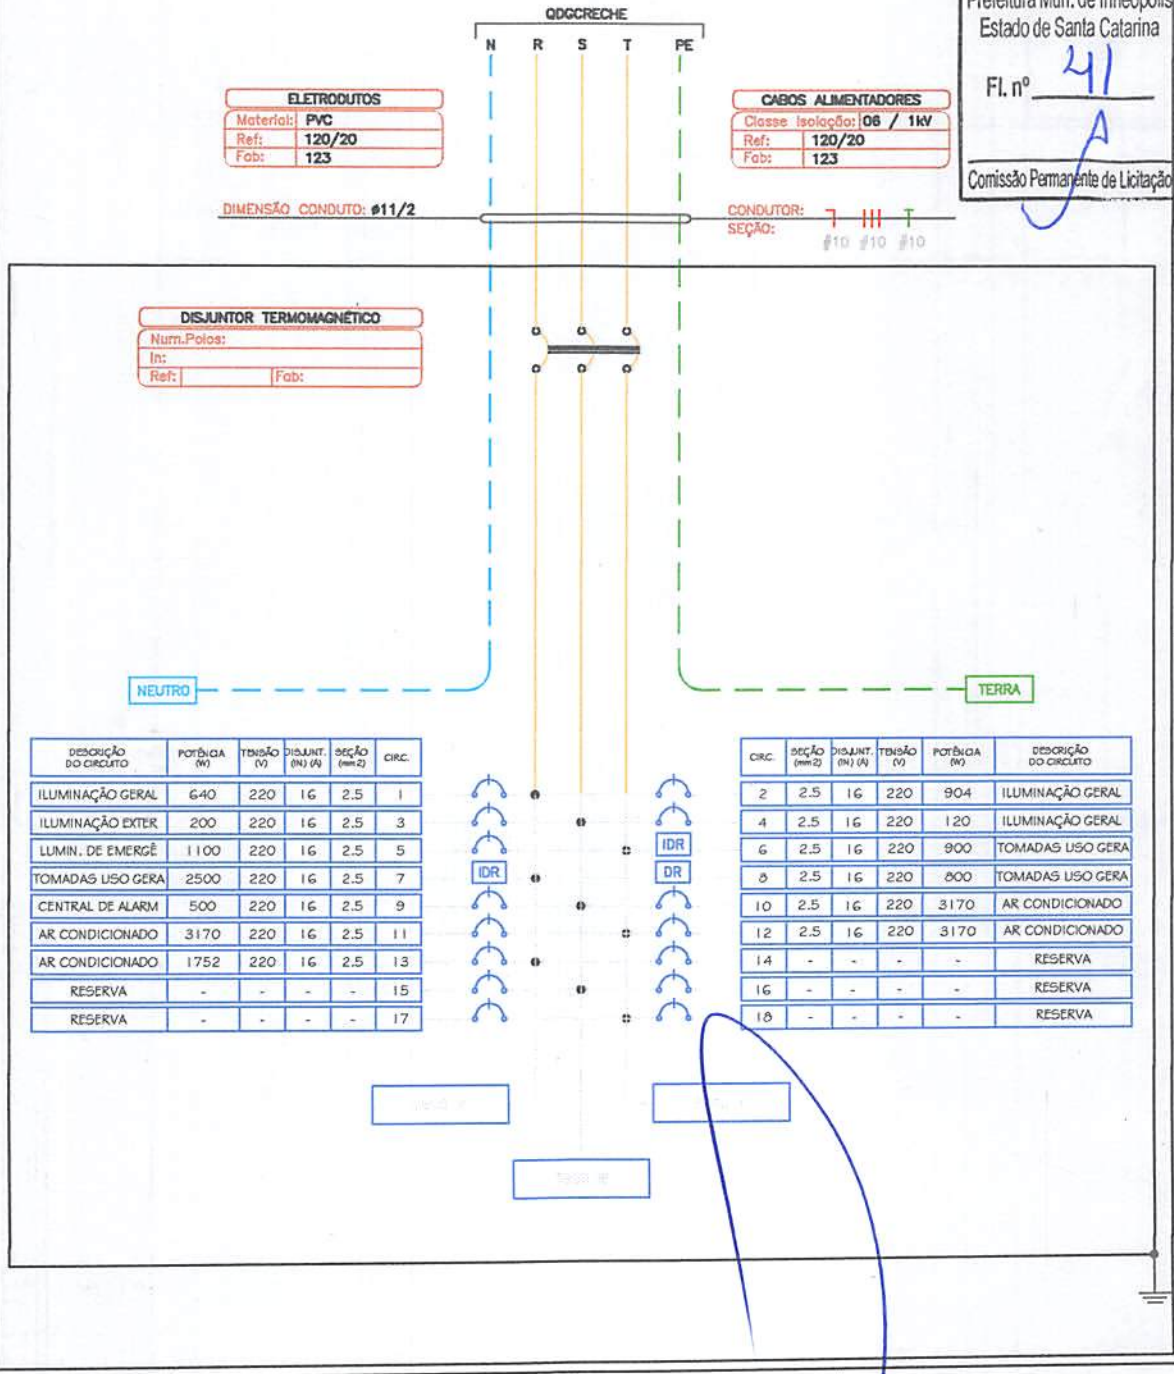 QDGCRECHE
N R S T PE
Prefeitura Mun. de Irineópolis
Estado de Santa Catarina
Fl. nº 41
Comissão Permanente de Licitação
ELETRODUTOS
Material: PVC
Ref: 120/20
Fab: 123
CABOS ALIMENTADORES
Classe Isolação: 06 / 1kV
Ref: 120/20
Fab: 123
DIMENSÃO CONDUTO: ø11/2
CONDUTOR:
SEÇÃO: #10 #10 #10
DISJUNTOR TERMOMAGNÉTICO
Num.Polos:
In:
Ref: Fab:
NEUTRO
TERRA
DESCRIÇÃO DO CIRCUITO POTÊNCIA (W) TENSÃO (V) DISJUNT. (IN) (A) SEÇÃO (mm2) CIRC.
ILUMINAÇÃO GERAL 640 220 16 2.5 1
ILUMINAÇÃO EXTER 200 220 16 2.5 3
LUMIN. DE EMERGÊ 1100 220 16 2.5 5
TOMADAS USO GERA 2500 220 16 2.5 7
CENTRAL DE ALARM 500 220 16 2.5 9
AR CONDICIONADO 3170 220 16 2.5 11
AR CONDICIONADO 1752 220 16 2.5 13
RESERVA - - - - 15
RESERVA - - - - 17
IDR
IDR
DR
CIRC. SEÇÃO (mm2) DISJUNT. (IN) (A) TENSÃO (V) POTÊNCIA (W) DESCRIÇÃO DO CIRCUITO
2 2.5 16 220 904 ILUMINAÇÃO GERAL
4 2.5 16 220 120 ILUMINAÇÃO GERAL
6 2.5 16 220 900 TOMADAS USO GERA
8 2.5 16 220 800 TOMADAS USO GERA
10 2.5 16 220 3170 AR CONDICIONADO
12 2.5 16 220 3170 AR CONDICIONADO
14 - - - - RESERVA
16 - - - - RESERVA
18 - - - - RESERVA